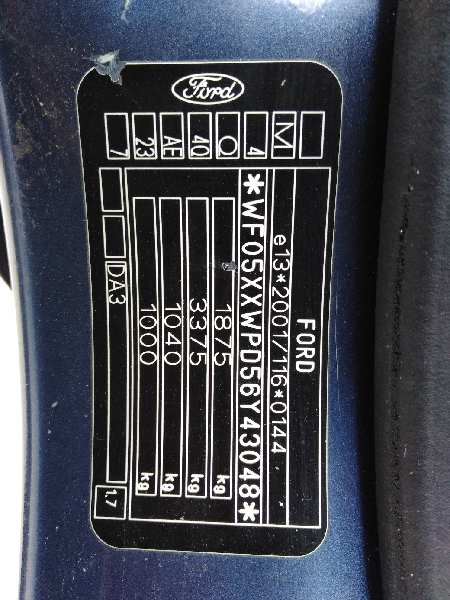 Ford
FORD
e13*2001/116*0144
*WF05XXWPD56Y43048*
1875 kg
3375 kg
1040 kg
1000 kg
DA3 1,7
M 4 Q 40 AE 23 7